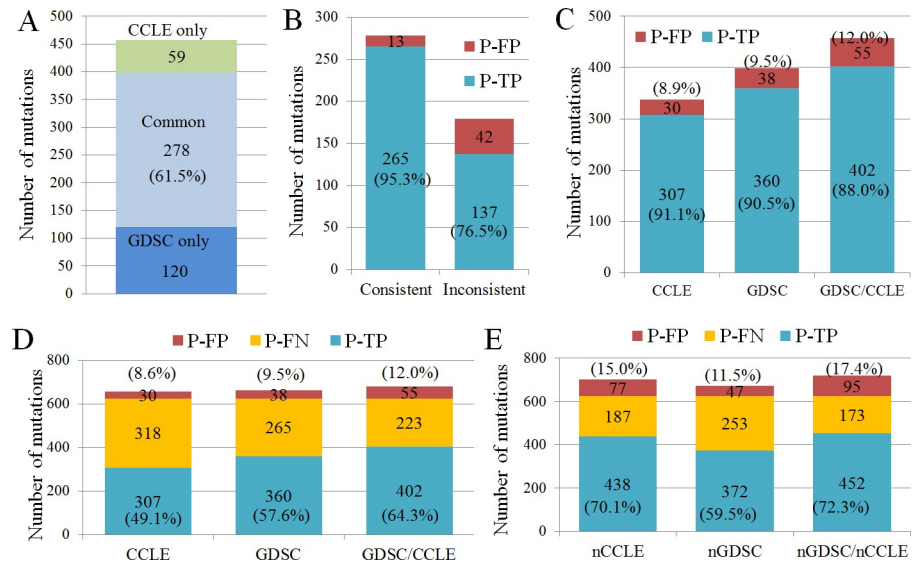 A
Number of mutations
500
450
400
350
300
250
200
150
100
50
0
CCLE only
59
Common
278
(61.5%)
GDSC only
120
B
Number of mutations
300
250
200
150
100
50
0
P-FP
P-TP
13
265
(95.3%)
42
137
(76.5%)
Consistent
Inconsistent
C
Number of mutations
500
400
300
200
100
0
P-FP
P-TP
(8.9%)
30
307
(91.1%)
(9.5%)
38
360
(90.5%)
(12.0%)
55
402
(88.0%)
CCLE
GDSC
GDSC/CCLE
D
P-FP
P-FN
P-TP
Number of mutations
800
600
400
200
0
(8.6%)
30
318
307
(49.1%)
(9.5%)
38
265
360
(57.6%)
(12.0%)
55
223
402
(64.3%)
CCLE
GDSC
GDSC/CCLE
E
P-FP
P-FN
P-TP
Number of mutations
800
600
400
200
0
(15.0%)
77
187
438
(70.1%)
(11.5%)
47
253
372
(59.5%)
(17.4%)
95
173
452
(72.3%)
nCCLE
nGDSC
nGDSC/nCCLE